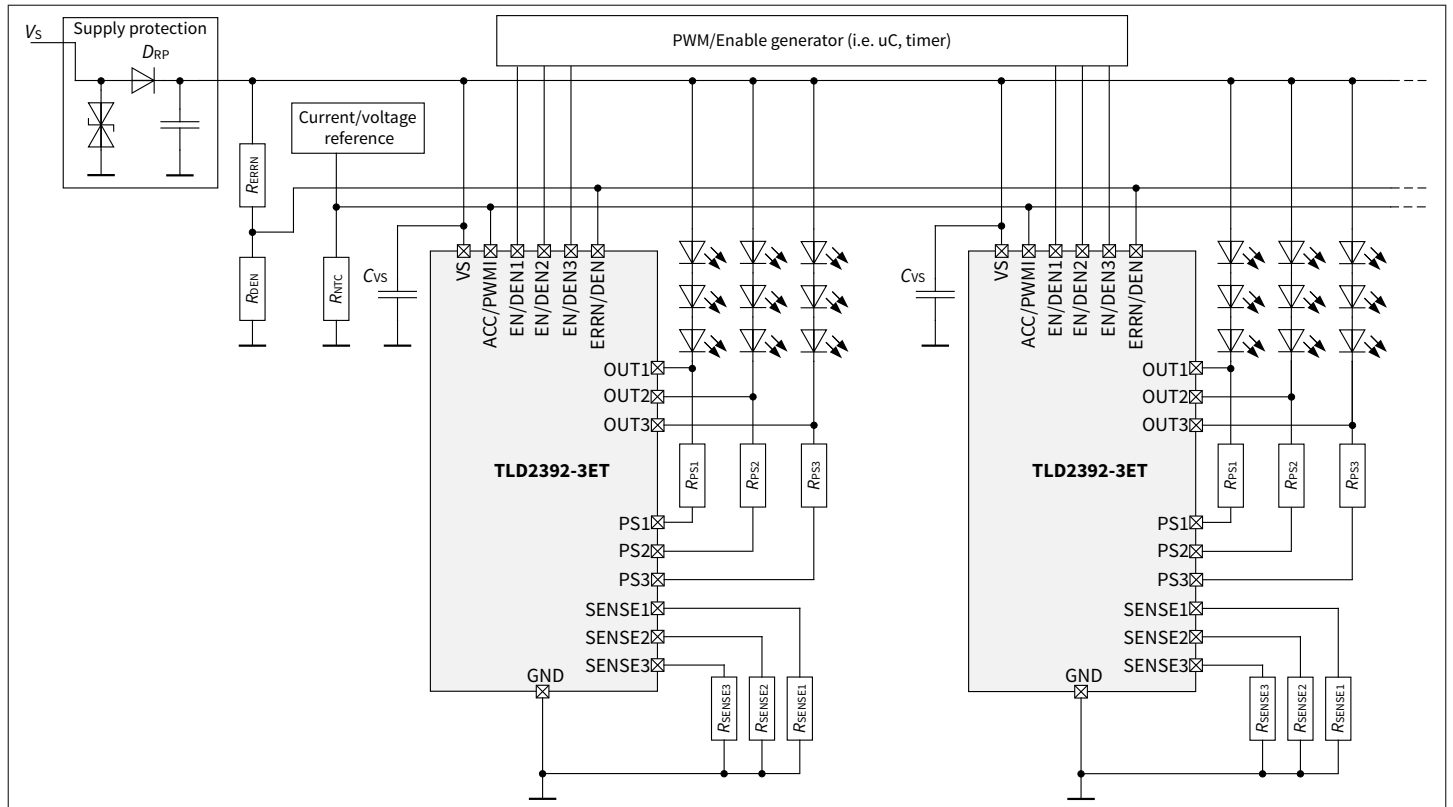 VS
Supply protection
DRP
PWM/Enable generator (i.e. uC, timer)
Current/voltage
reference
RERRN
RDEN
RNTC
CVS
VS
ACC/PWMI
EN/DEN1
EN/DEN2
EN/DEN3
ERRN/DEN
OUT1
OUT2
OUT3
TLD2392-3ET
RPS1
RPS2
RPS3
PS1
PS2
PS3
SENSE1
SENSE2
SENSE3
GND
RSENSE3
RSENSE2
RSENSE1
CVS
VS
ACC/PWMI
EN/DEN1
EN/DEN2
EN/DEN3
ERRN/DEN
OUT1
OUT2
OUT3
TLD2392-3ET
RPS1
RPS2
RPS3
PS1
PS2
PS3
SENSE1
SENSE2
SENSE3
GND
RSENSE3
RSENSE2
RSENSE1